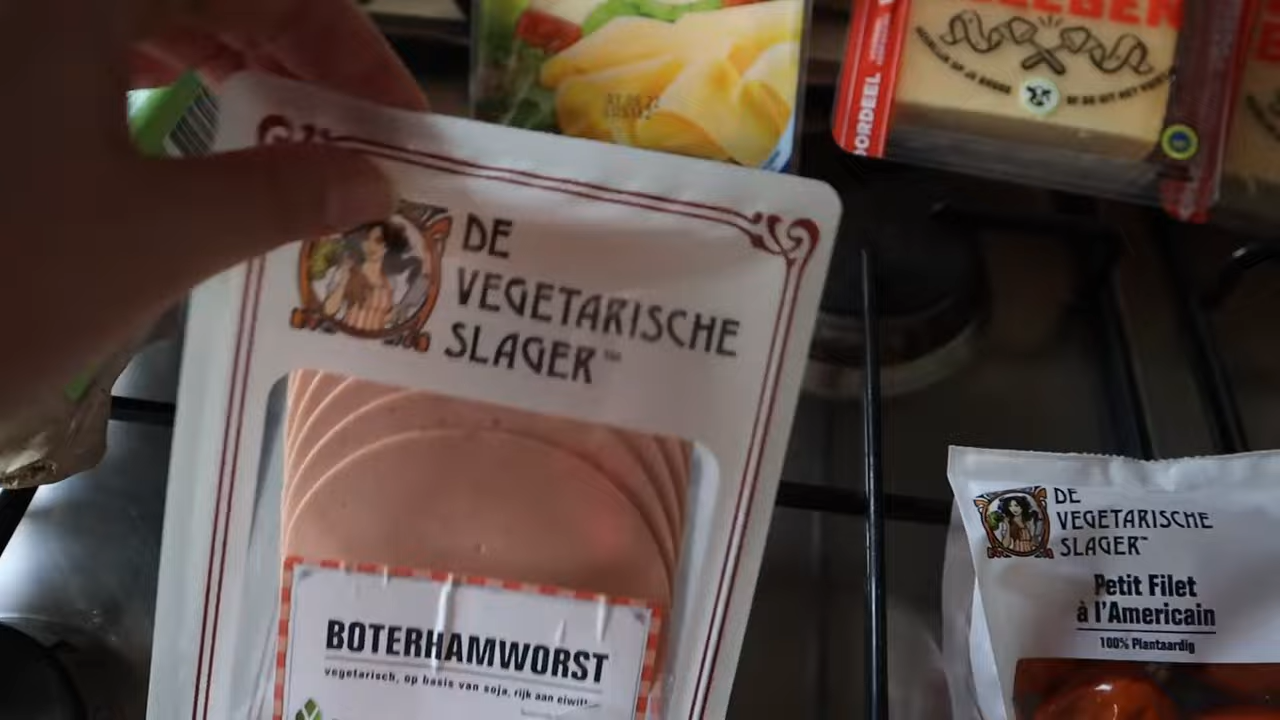 OORDEEL
DE
VEGETARISCHE
SLAGER™
BOTERHAMWORST
vegetarisch, op basis van soja, rijk aan
DE
VEGETARISCHE
SLAGER™
Petit Filet
à l'Americain
100% Plantaardig